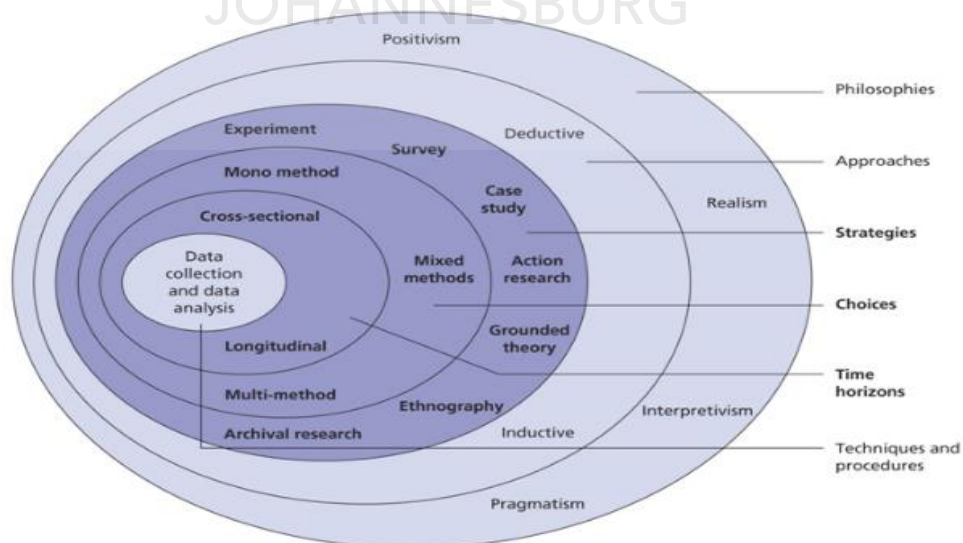 JOHANNESBURG
Positivism
Philosophies
Experiment
Deductive
Survey
Approaches
Mono method
Case
study
Realism
Cross-sectional
Strategies
Data
collection
and data
analysis
Mixed
methods
Action
research
Choices
Grounded
theory
Longitudinal
Time
horizons
Multi-method
Ethnography
Interpretivism
Archival research
Inductive
Techniques and
procedures
Pragmatism